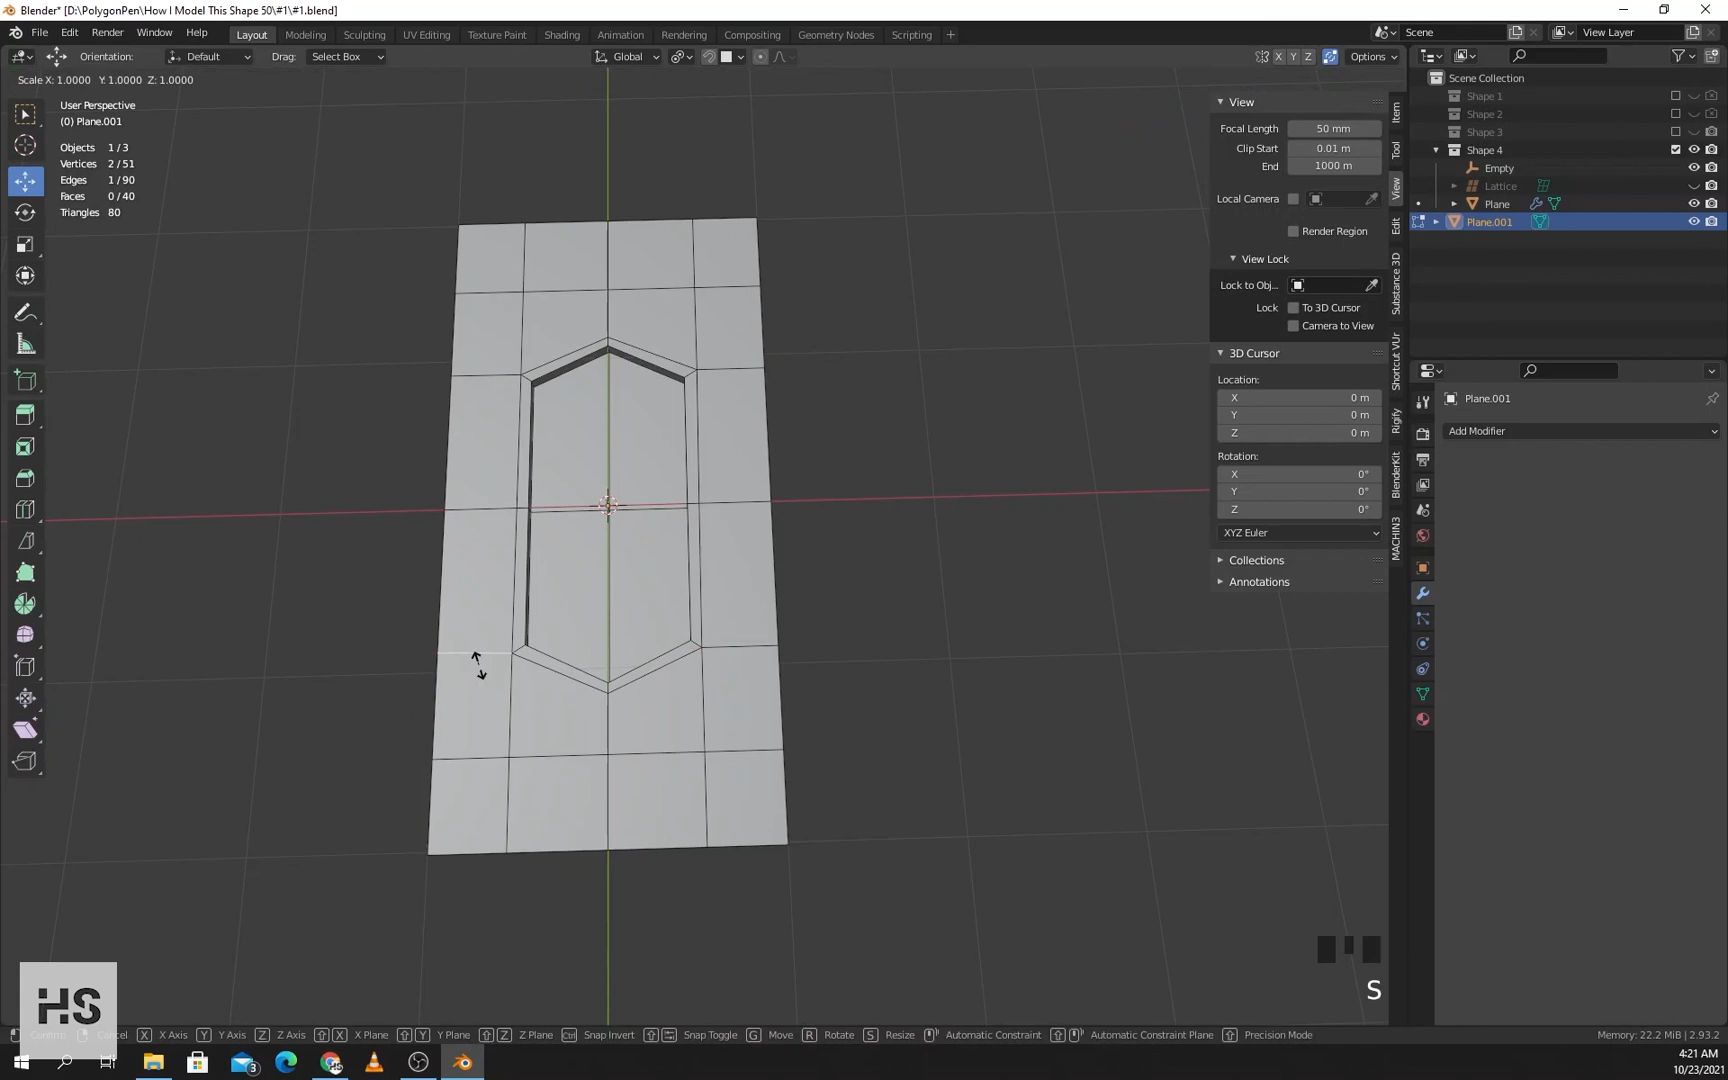 Blender* [D:\PolygonPen\How I Model This Shape 50\#1\#1.blend]
File Edit Render Window Help Layout Modeling Sculpting UV Editing Texture Paint Shading Animation Rendering Compositing Geometry Nodes Scripting + Scene View Layer
Orientation: Default Drag: Select Box Global X Y Z Options
Scale X: 1.0000 Y: 1.0000 Z: 1.0000
User Perspective
(0) Plane.001
Objects 1/3
Vertices 2/51
Edges 1/90
Faces 0/40
Triangles 80
View
Focal Length 50 mm
Clip Start 0.01 m
End 1000 m
Local Camera
Render Region
View Lock
Lock to Obj...
Lock To 3D Cursor
Camera to View
3D Cursor
Location:
X 0 m
Y 0 m
Z 0 m
Rotation:
X 0°
Y 0°
Z 0°
XYZ Euler
Collections
Annotations
Item
Tool
View
Edit
Substance 3D
Shortcut VUr
Rigify
BlenderKit
MACHIN3
Scene Collection
Shape 1
Shape 2
Shape 3
Shape 4
Empty
Lattice
Plane
Plane.001
Plane.001
Add Modifier
S
HS
Confirm Cancel X X Axis Y Y Axis Z Z Axis X X Plane Y Y Plane Z Z Plane Ctrl Snap Invert Snap Toggle G Move R Rotate S Resize Automatic Constraint Automatic Constraint Plane Precision Mode Memory: 22.2 MiB | 2.93.2
3
4:21 AM
10/23/2021